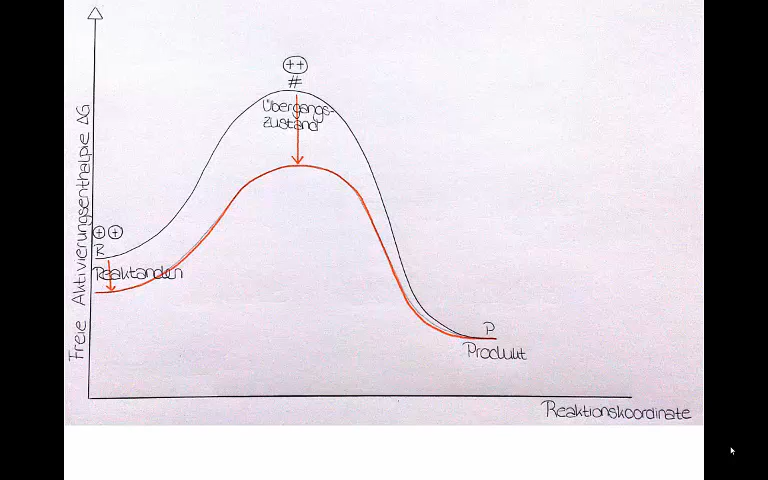 ++
#
Übergangs-
zustand
Freie Aktivierungsenthalpie ΔG
+ +
R
Reaktanden
P
Produkt
Reaktionskoordinate